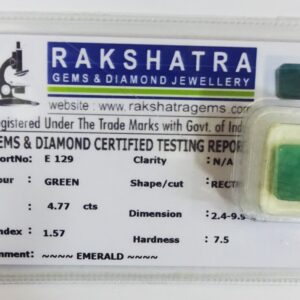 RAKSHATRA
GEMS & DIAMOND JEWELLERY
website : www.rakshatragems.com
egistered Under The Trade Marks with Govt. of Ind
EMS & DIAMOND CERTIFIED TESTING REPOR
ortNo: E 129 Clarity : N/A
our GREEN Shape/cut : RECT
4.77 cts Dimension : 2.4-9.9
ndex : 1.57 Hardness : 7.5
nment: ~~~~ EMERALD ~~~~